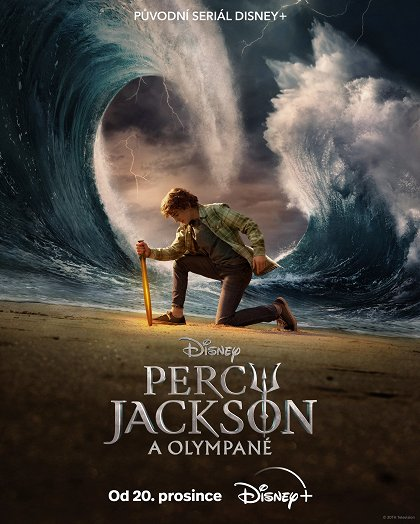 PŮVODNÍ SERIÁL DISNEY+
Disney
PERCY
JACKSON
A OLYMPANÉ
Od 20. prosince Disney+